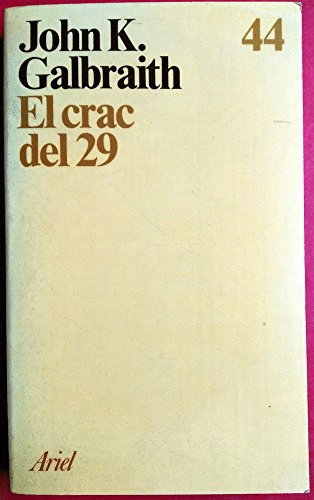 John K.
Galbraith
El crac
del 29
44
Ariel